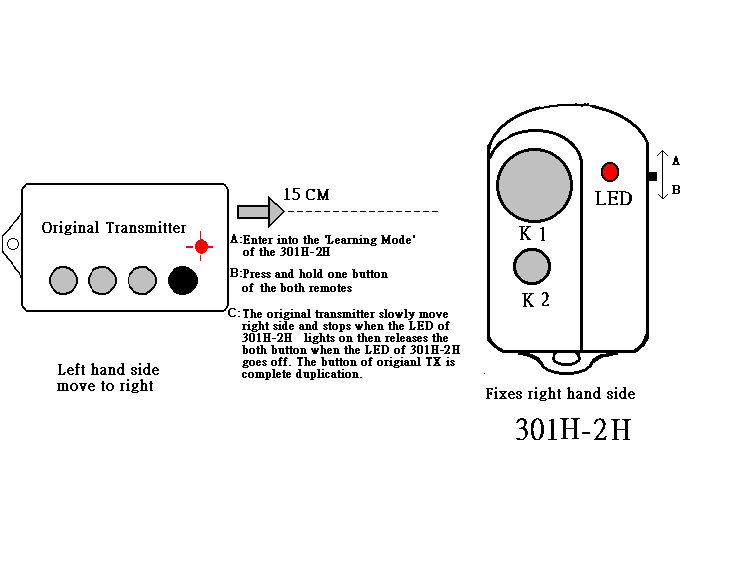 Original Transmitter
15 CM
A:Enter into the 'Learning Mode'
of the 301H-2H
B:Press and hold one button
of the both remotes
C:The original transmitter slowly move
right side and stops when the LED of
301H-2H lights on then releases the
both button when the LED of 301H-2H
goes off. The button of origianl TX is
complete duplication.
Left hand side
move to right
A
B
LED
K 1
K 2
Fixes right hand side
301H-2H